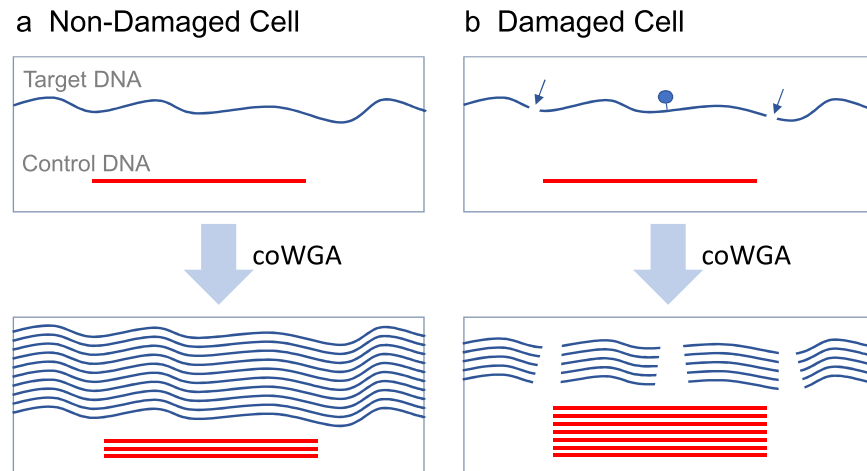 a Non-Damaged Cell
b Damaged Cell
Target DNA
Control DNA
coWGA
coWGA